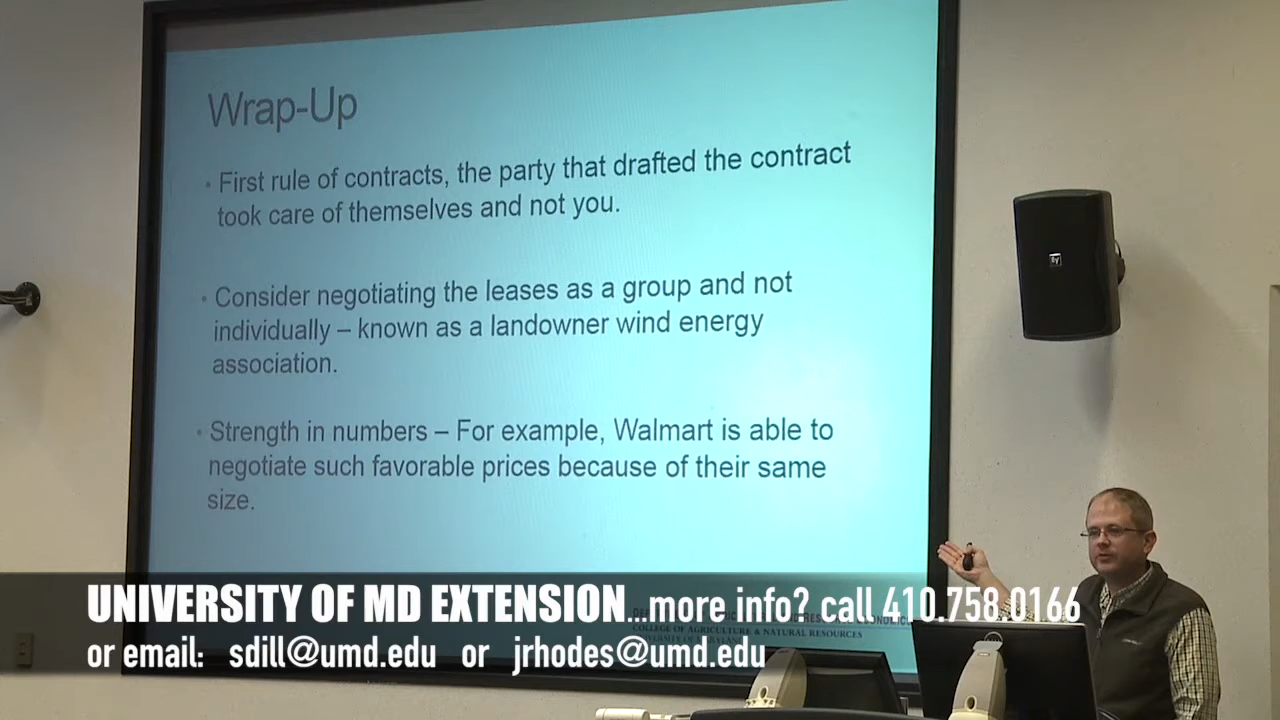 Wrap-Up
• First rule of contracts, the party that drafted the contract
took care of themselves and not you.
• Consider negotiating the leases as a group and not
individually – known as a landowner wind energy
association.
• Strength in numbers – For example, Walmart is able to
negotiate such favorable prices because of their same
size.
UNIVERSITY OF MD EXTENSION...more info? call 410.758.0166
COLLEGE OF AGRICULTURE & NATURAL RESOURCES
or email: sdill@umd.edu or jrhodes@umd.edu